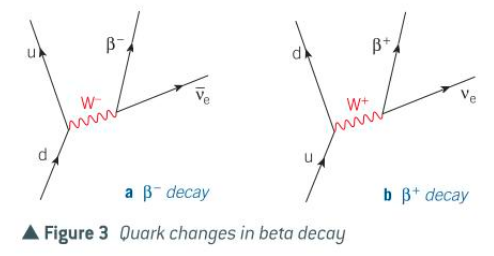 u
β⁻
W⁻
ν̅ₑ
d
a β⁻ decay
d
β⁺
W⁺
νₑ
u
b β⁺ decay
▲ Figure 3 Quark changes in beta decay